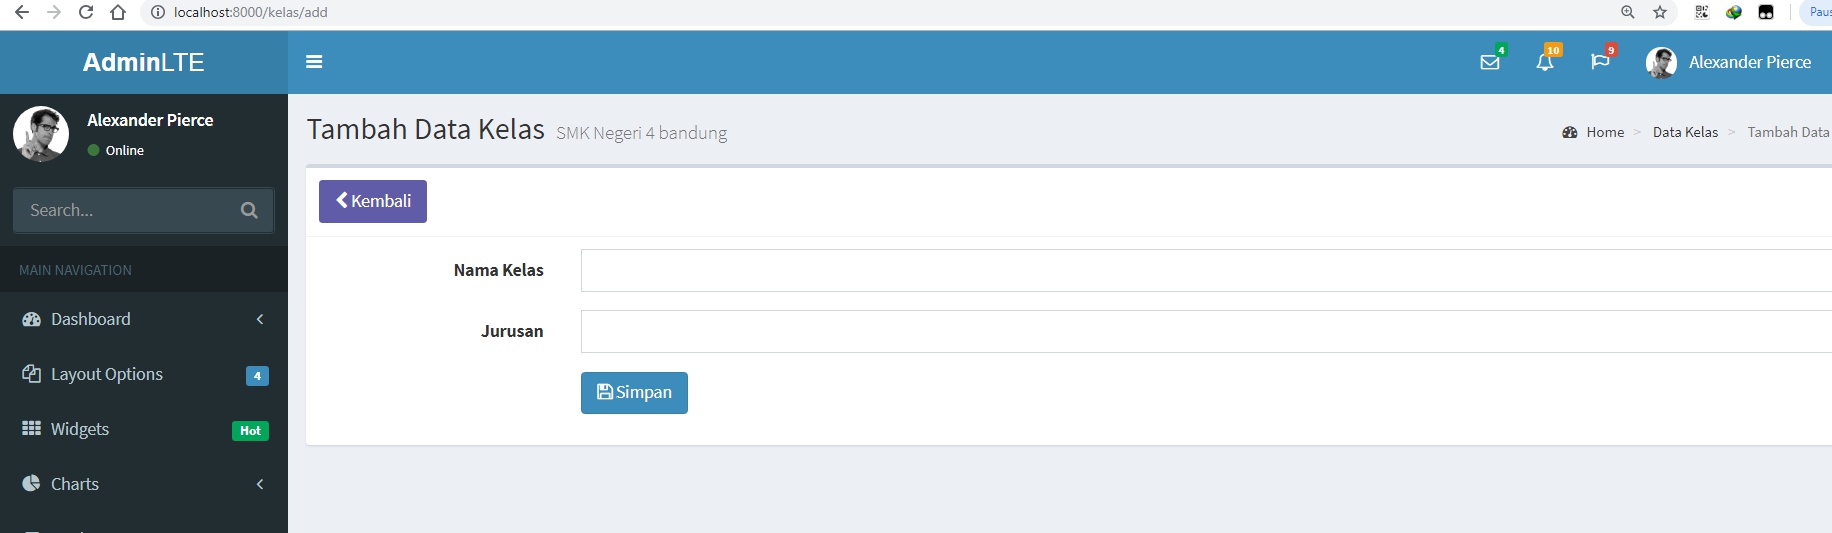 localhost:8000/kelas/add
Paus
AdminLTE
4
10
9
Alexander Pierce
Alexander Pierce
Online
Search...
MAIN NAVIGATION
Dashboard
Layout Options 4
Widgets Hot
Charts
Tambah Data Kelas SMK Negeri 4 bandung
Home > Data Kelas > Tambah Data
Kembali
Nama Kelas
Jurusan
Simpan